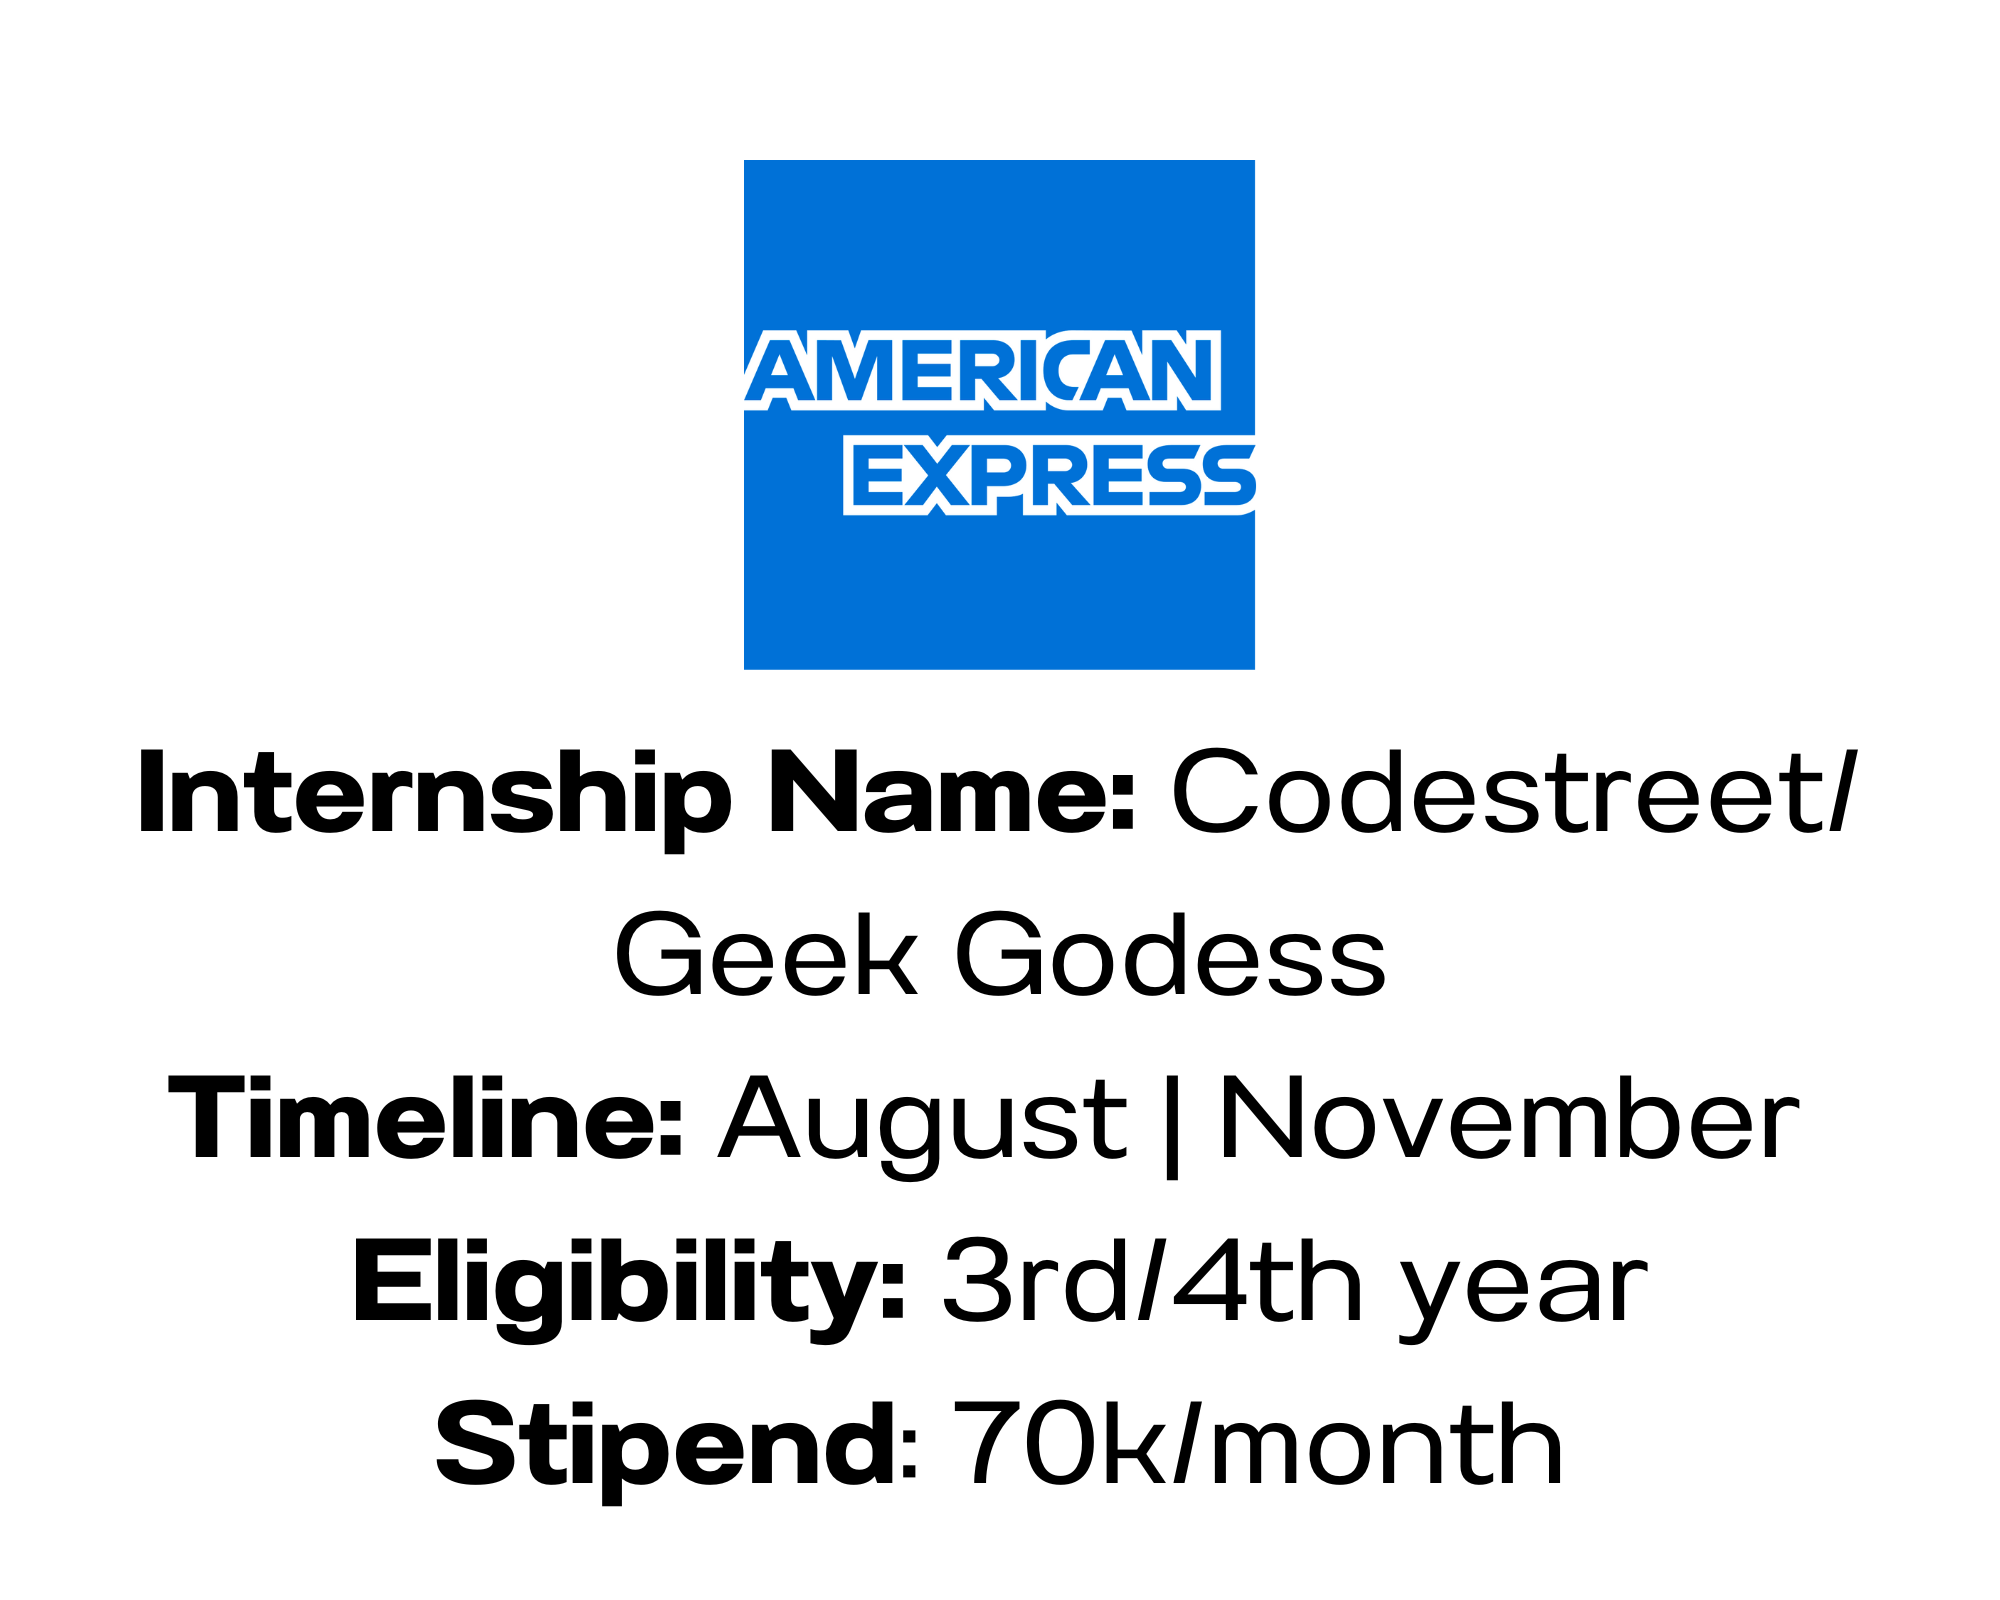 AMERICAN
EXPRESS
Internship Name: Codestreet/
Geek Godess
Timeline: August | November
Eligibility: 3rd/4th year
Stipend: 70k/month